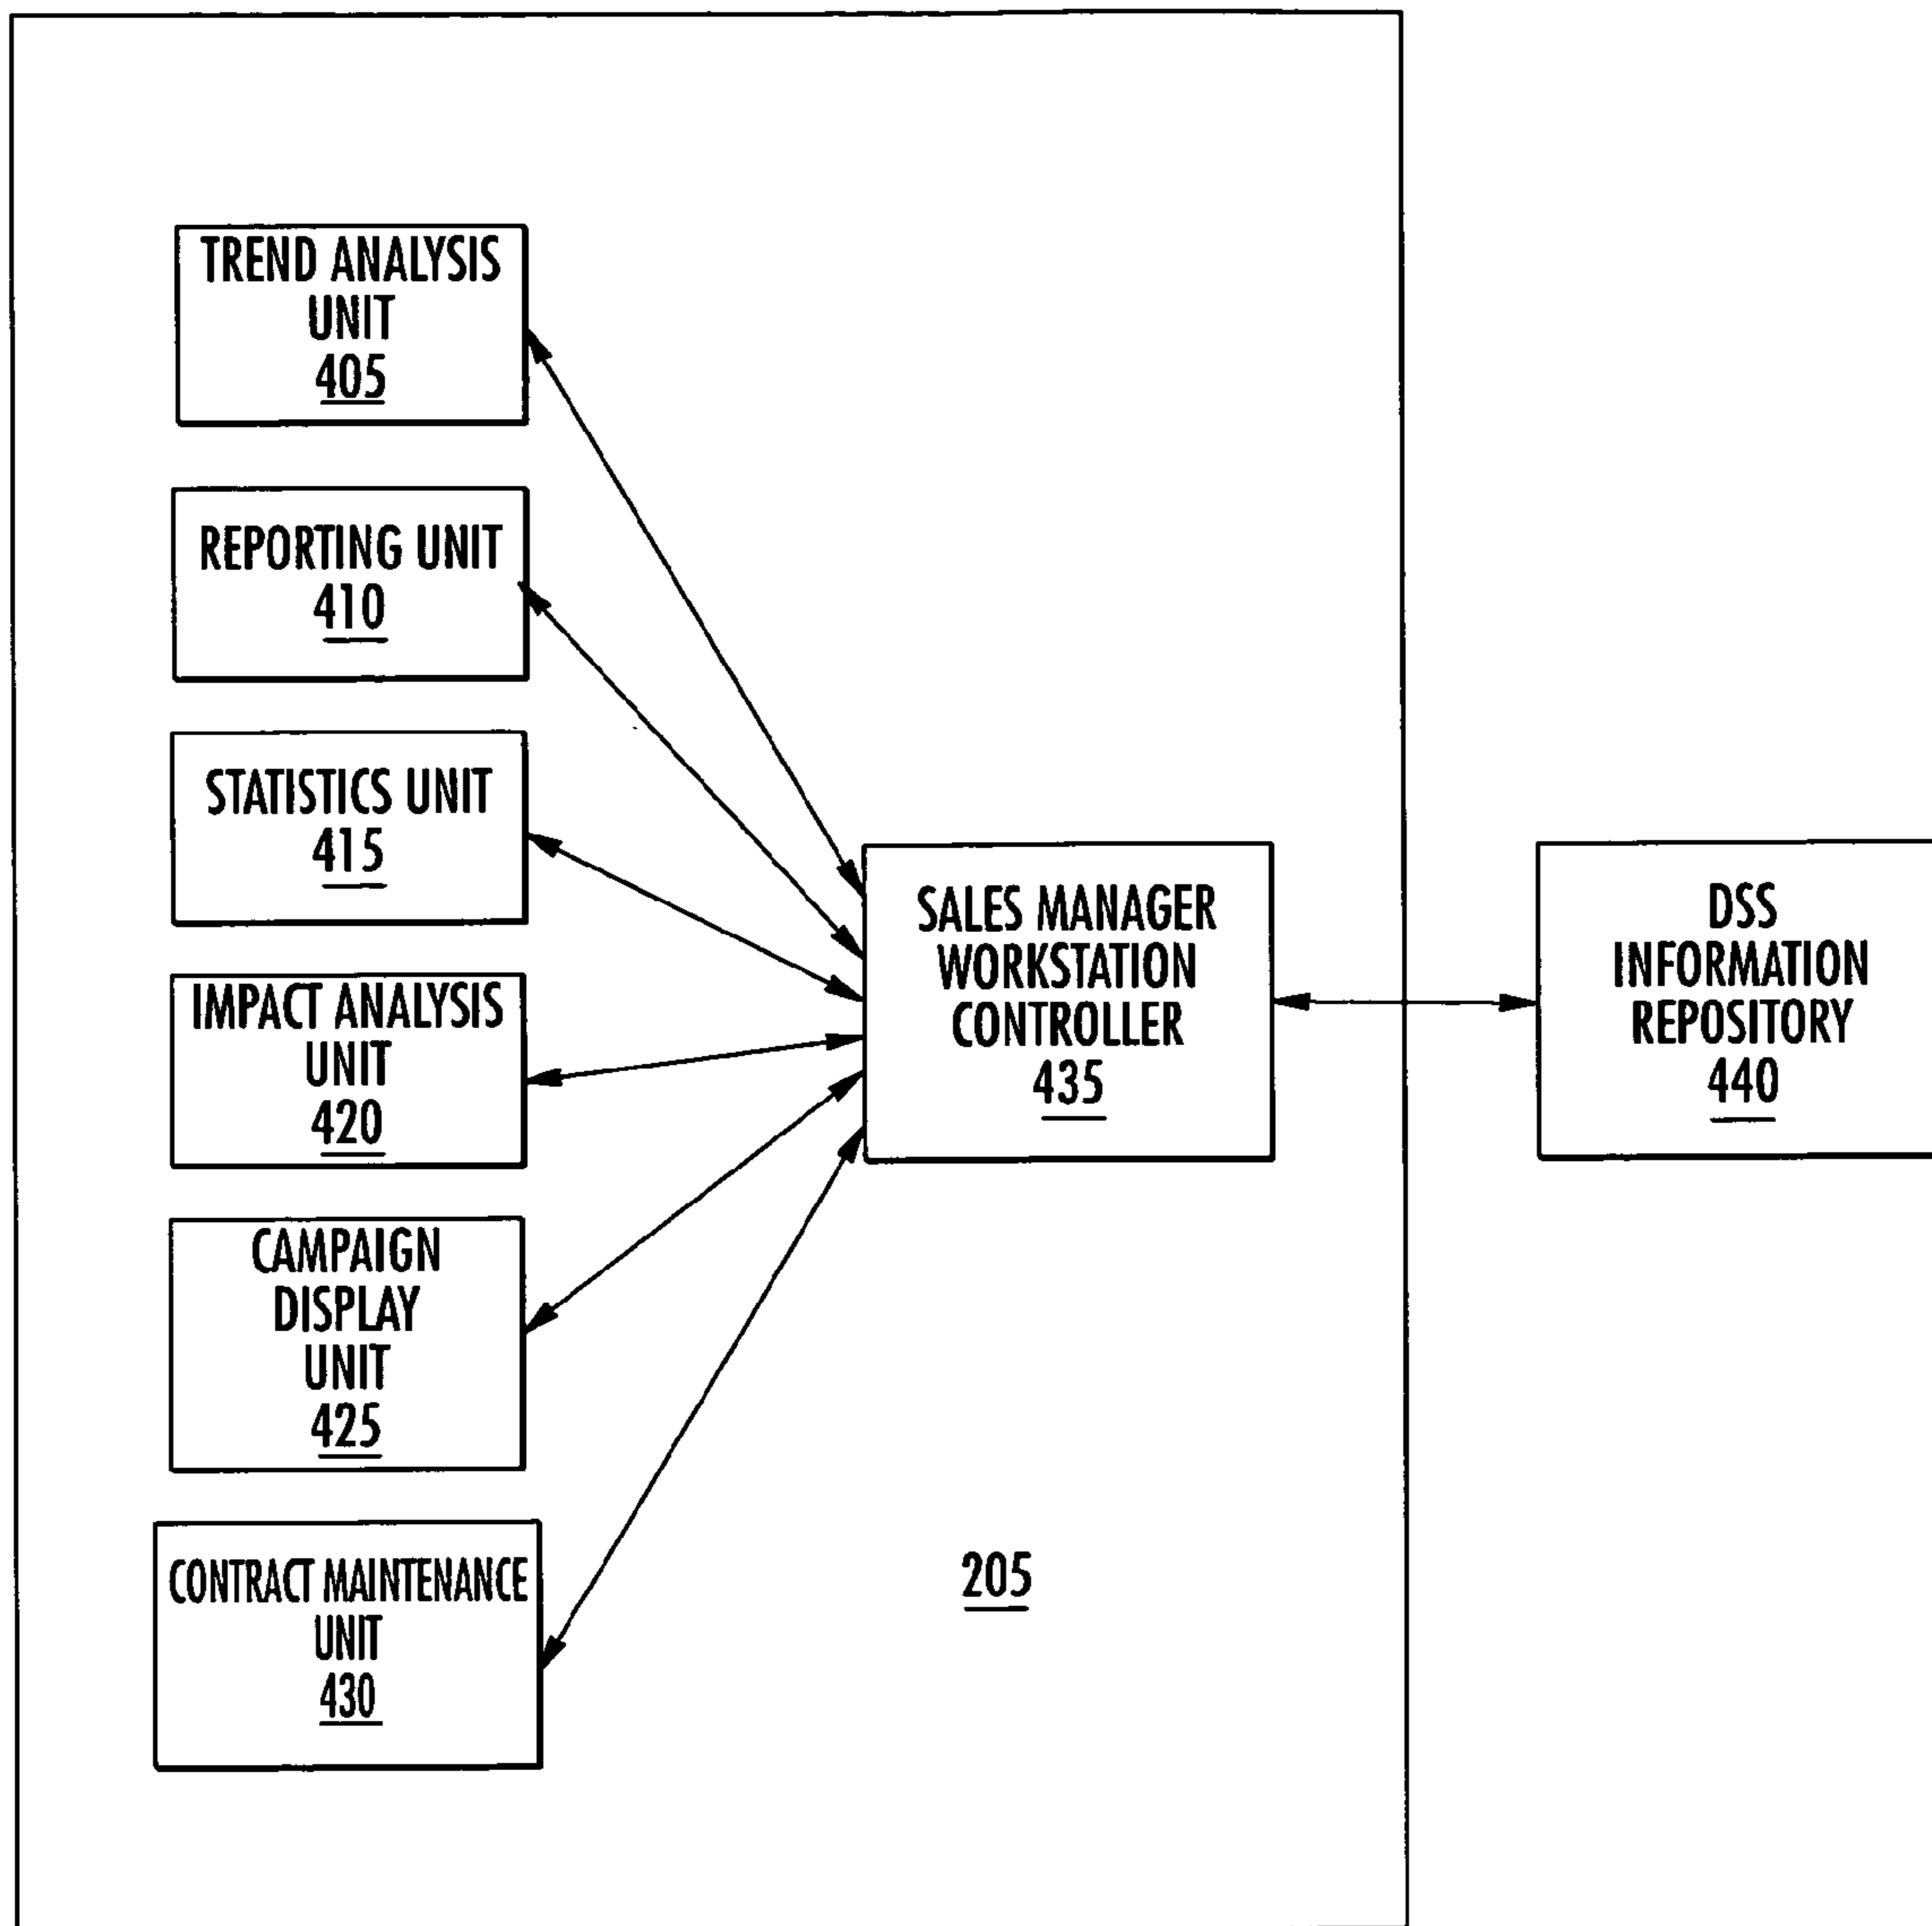 TREND ANALYSIS
UNIT
405
REPORTING UNIT
410
STATISTICS UNIT
415
IMPACT ANALYSIS
UNIT
420
CAMPAIGN
DISPLAY
UNIT
425
CONTRACT MAINTENANCE
UNIT
430
SALES MANAGER
WORKSTATION
CONTROLLER
435
205
DSS
INFORMATION
REPOSITORY
440